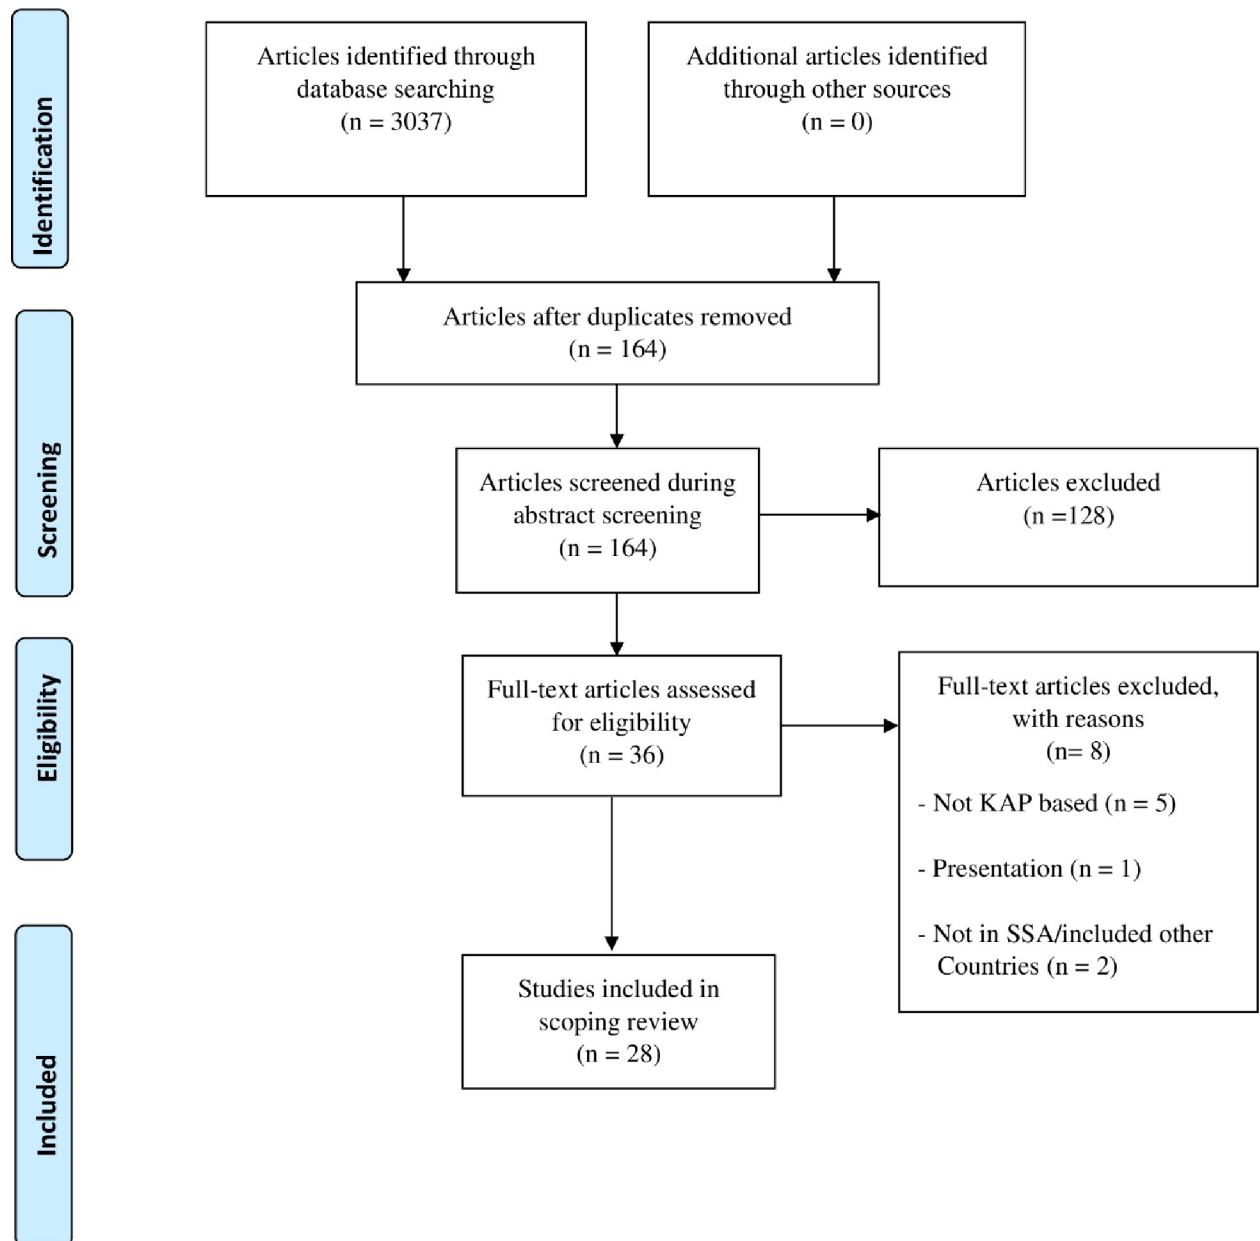 Identification
Articles identified through
database searching
(n = 3037)
Additional articles identified
through other sources
(n = 0)
Articles after duplicates removed
(n = 164)
Screening
Articles screened during
abstract screening
(n = 164)
Articles excluded
(n =128)
Eligibility
Full-text articles assessed
for eligibility
(n = 36)
Full-text articles excluded,
with reasons
(n= 8)
- Not KAP based (n = 5)
- Presentation (n = 1)
- Not in SSA/included other
Countries (n = 2)
Included
Studies included in
scoping review
(n = 28)